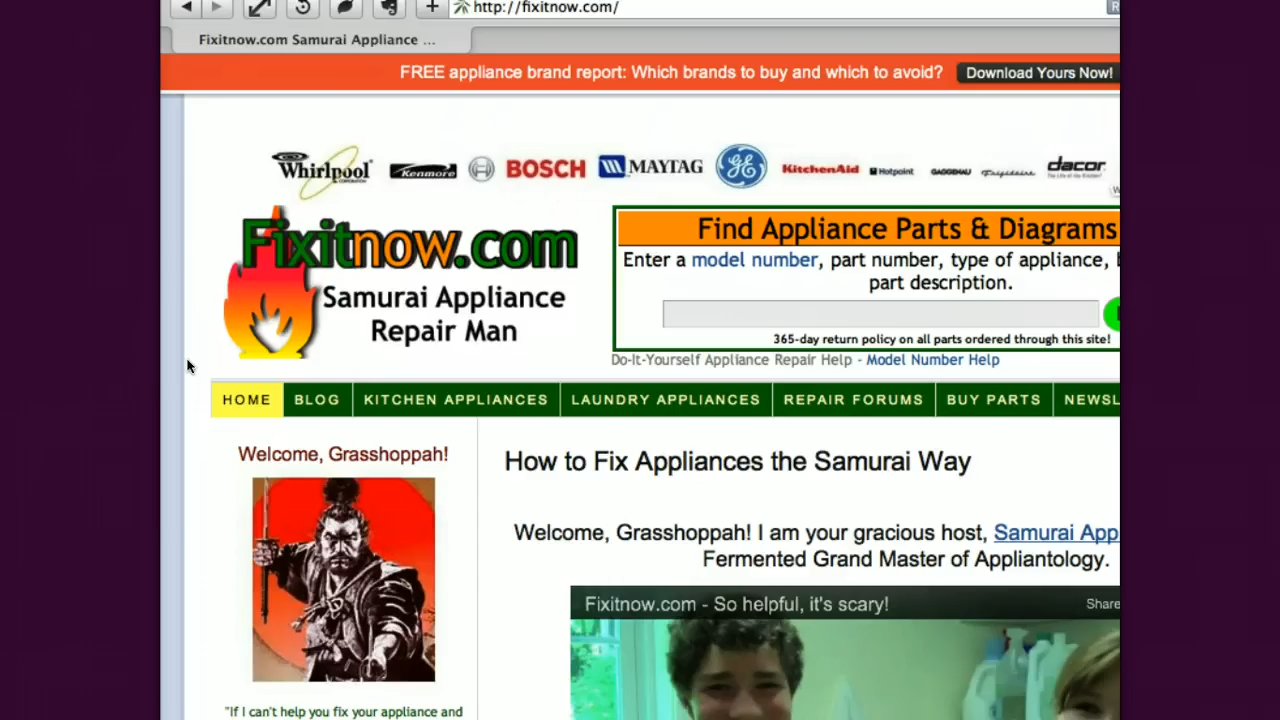 http://fixitnow.com/
Fixitnow.com Samurai Appliance ...
FREE appliance brand report: Which brands to buy and which to avoid? Download Yours Now!
Whirlpool CORPORATION Kenmore BOSCH MAYTAG GE KitchenAid Hotpoint GAGGENAU Frigidaire dacor
Fixitnow.com
Samurai Appliance
Repair Man
Find Appliance Parts & Diagrams
Enter a model number, part number, type of appliance,
part description.
365-day return policy on all parts ordered through this site!
Do-It-Yourself Appliance Repair Help - Model Number Help
HOME BLOG KITCHEN APPLIANCES LAUNDRY APPLIANCES REPAIR FORUMS BUY PARTS NEWSL
Welcome, Grasshoppah!
How to Fix Appliances the Samurai Way
Welcome, Grasshoppah! I am your gracious host, Samurai App
Fermented Grand Master of Appliantology.
Fixitnow.com - So helpful, it's scary! Share
"If I can't help you fix your appliance and